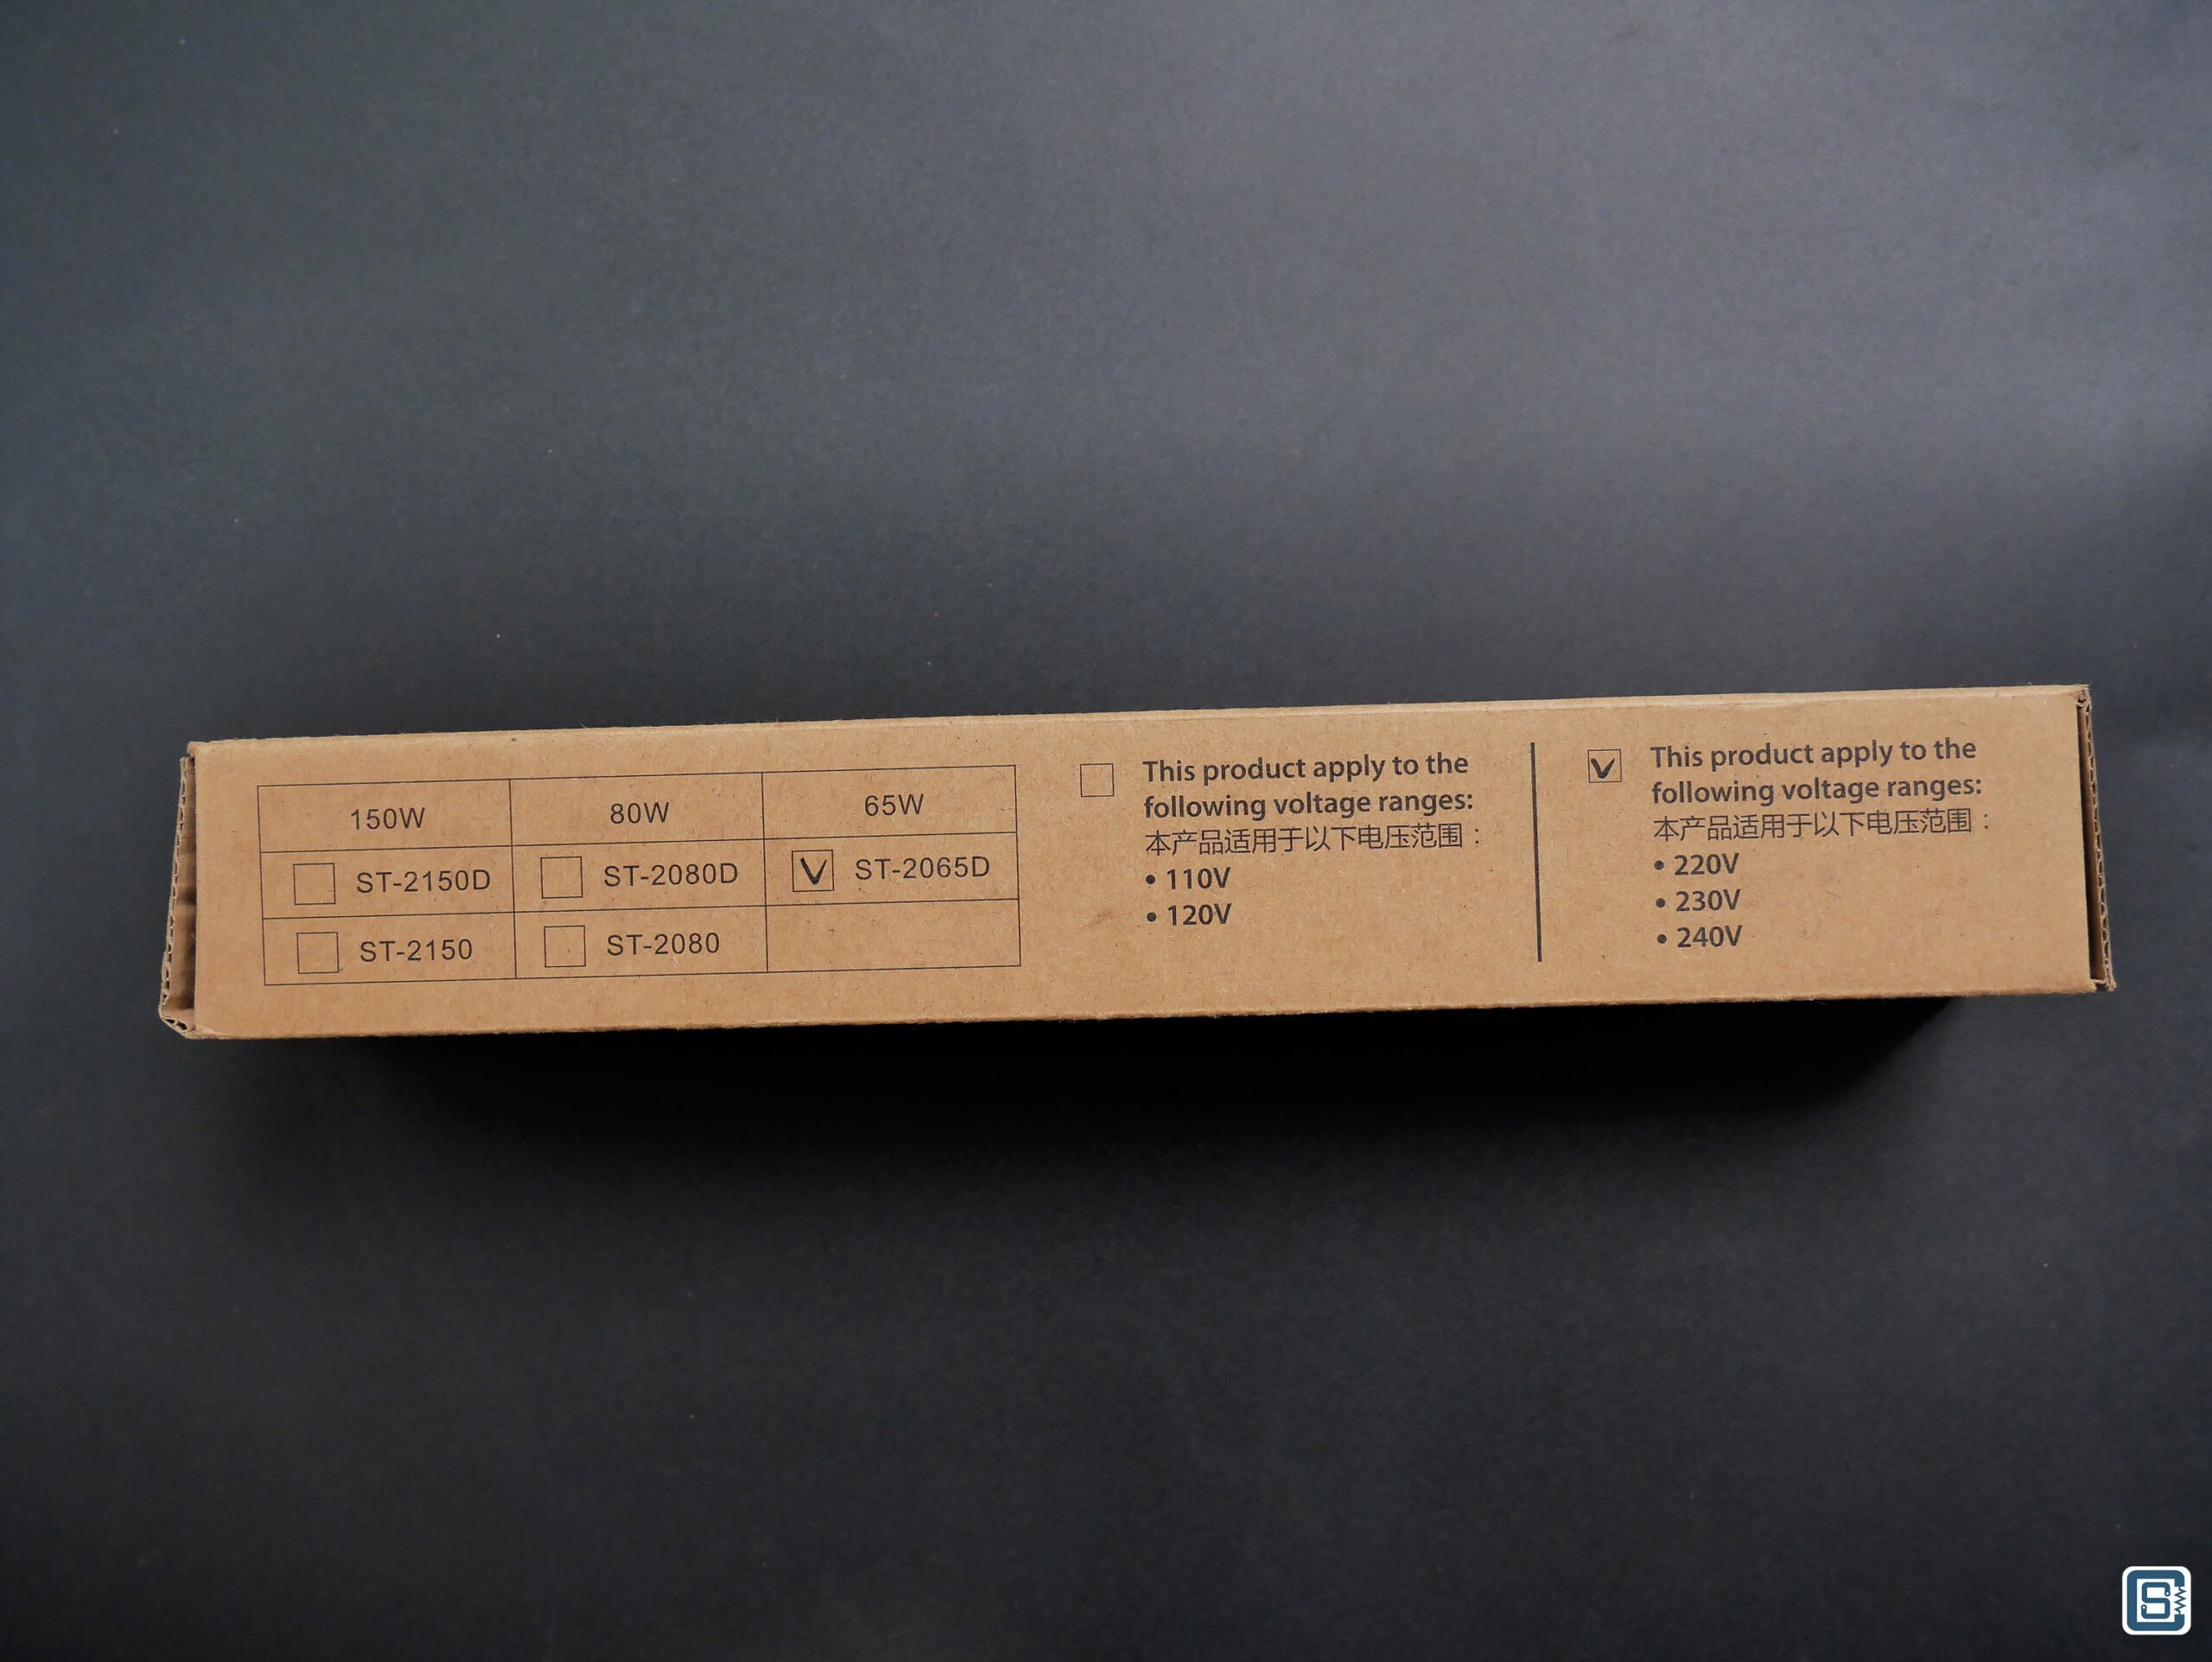 150W 80W 65W
ST-2150D ST-2080D ST-2065D
ST-2150 ST-2080
This product apply to the
following voltage ranges:
本产品适用于以下电压范围：
• 110V
• 120V
This product apply to the
following voltage ranges:
本产品适用于以下电压范围：
• 220V
• 230V
• 240V